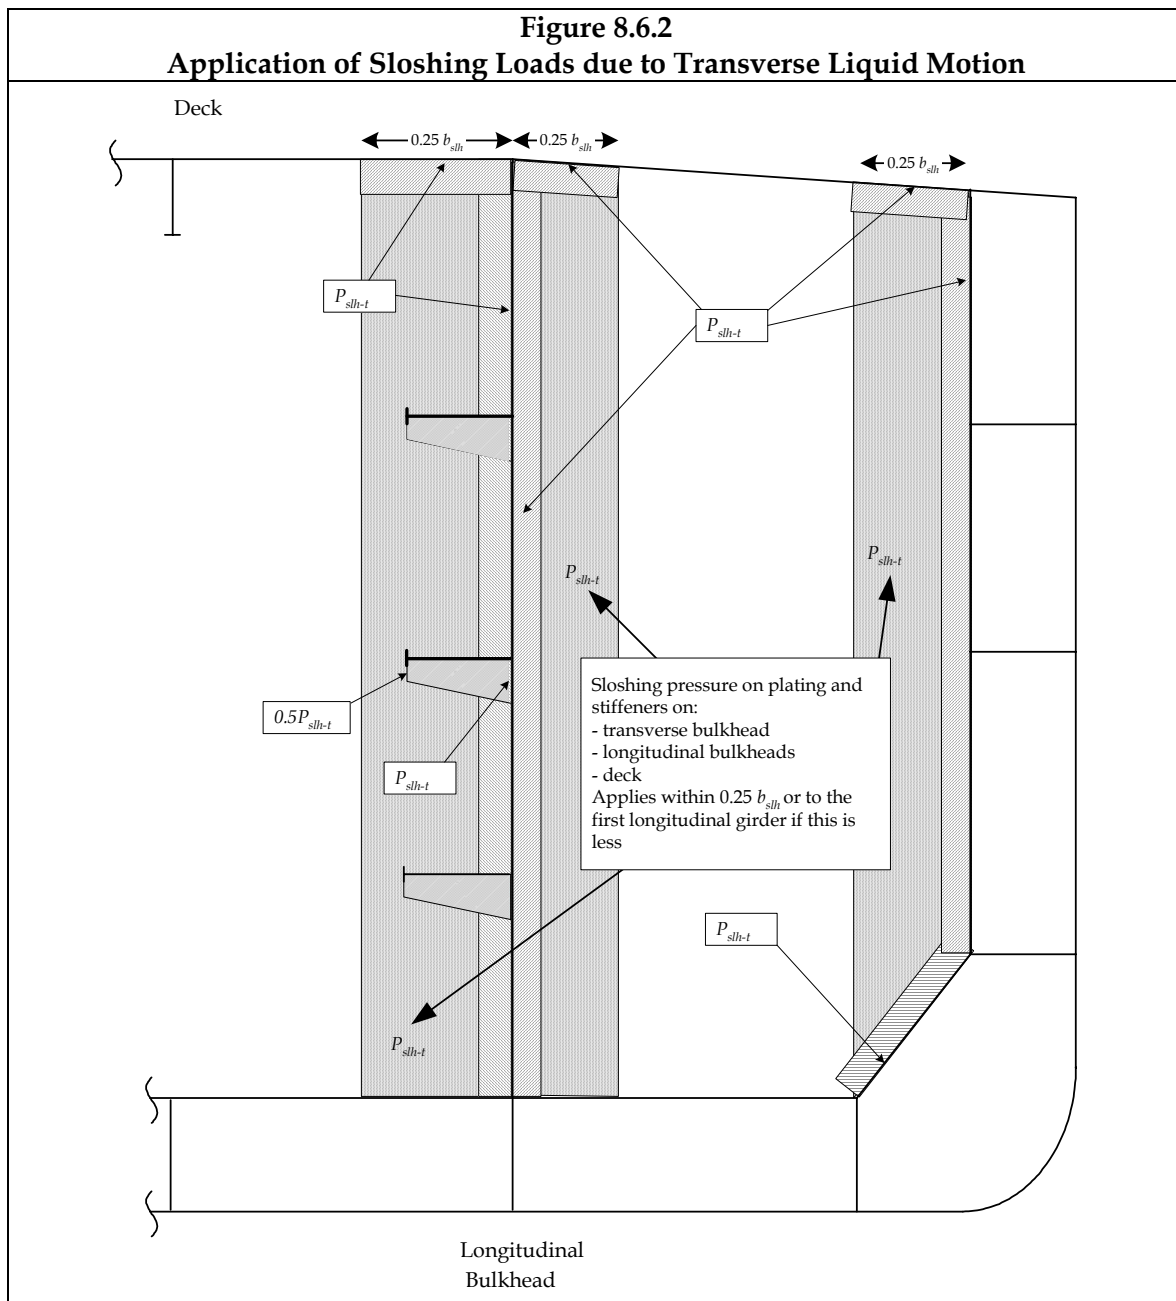 Figure 8.6.2
Application of Sloshing Loads due to Transverse Liquid Motion
Deck
0.25 b_slh
0.25 b_slh
0.25 b_slh
P_slh-t
P_slh-t
P_slh-t
P_slh-t
Sloshing pressure on plating and
stiffeners on:
- transverse bulkhead
- longitudinal bulkheads
- deck
Applies within 0.25 b_slh or to the
first longitudinal girder if this is
less
0.5P_slh-t
P_slh-t
P_slh-t
P_slh-t
Longitudinal
Bulkhead